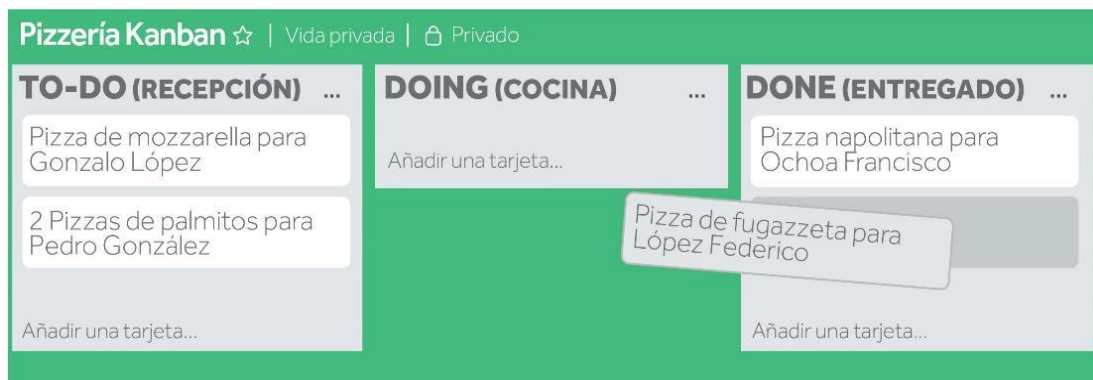 Pizzería Kanban ☆ | Vida privada | Privado
TO-DO (RECEPCIÓN) ...
Pizza de mozzarella para
Gonzalo López
2 Pizzas de palmitos para
Pedro González
Añadir una tarjeta...
DOING (COCINA) ...
Añadir una tarjeta...
Pizza de fugazzeta para
López Federico
DONE (ENTREGADO) ...
Pizza napolitana para
Ochoa Francisco
Añadir una tarjeta...